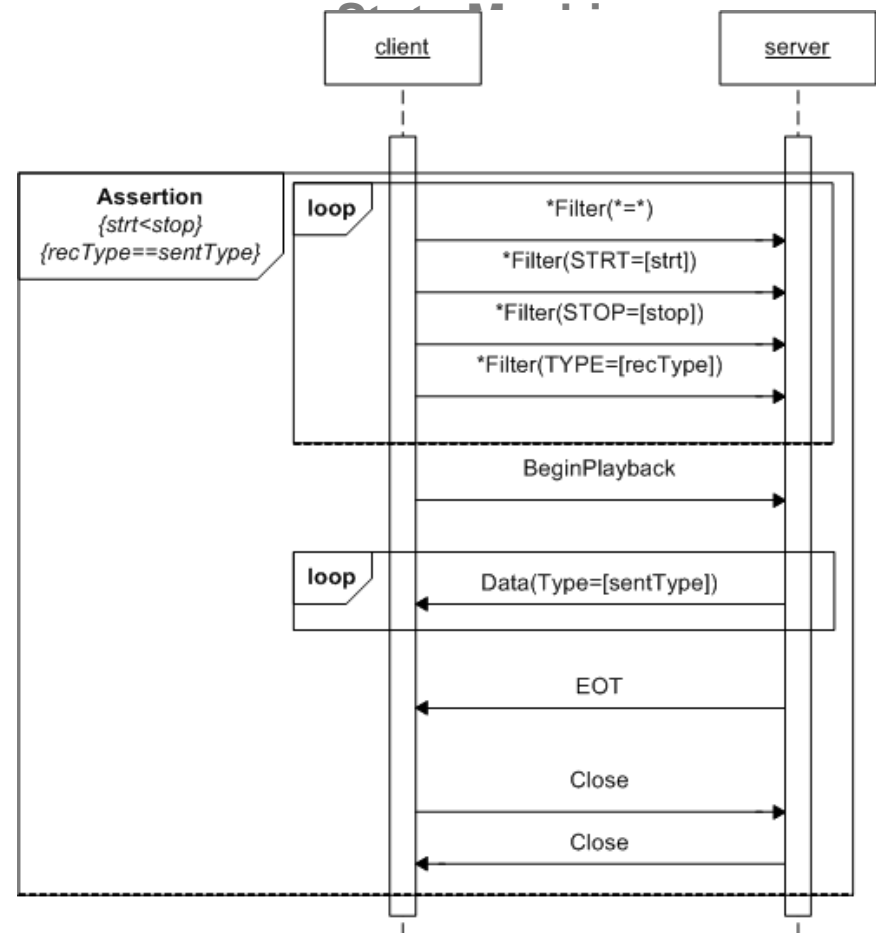 client
server
Assertion
{strt<stop}
{recType==sentType}
loop
*Filter(*=*)
*Filter(STRT=[strt])
*Filter(STOP=[stop])
*Filter(TYPE=[recType])
BeginPlayback
loop
Data(Type=[sentType])
EOT
Close
Close